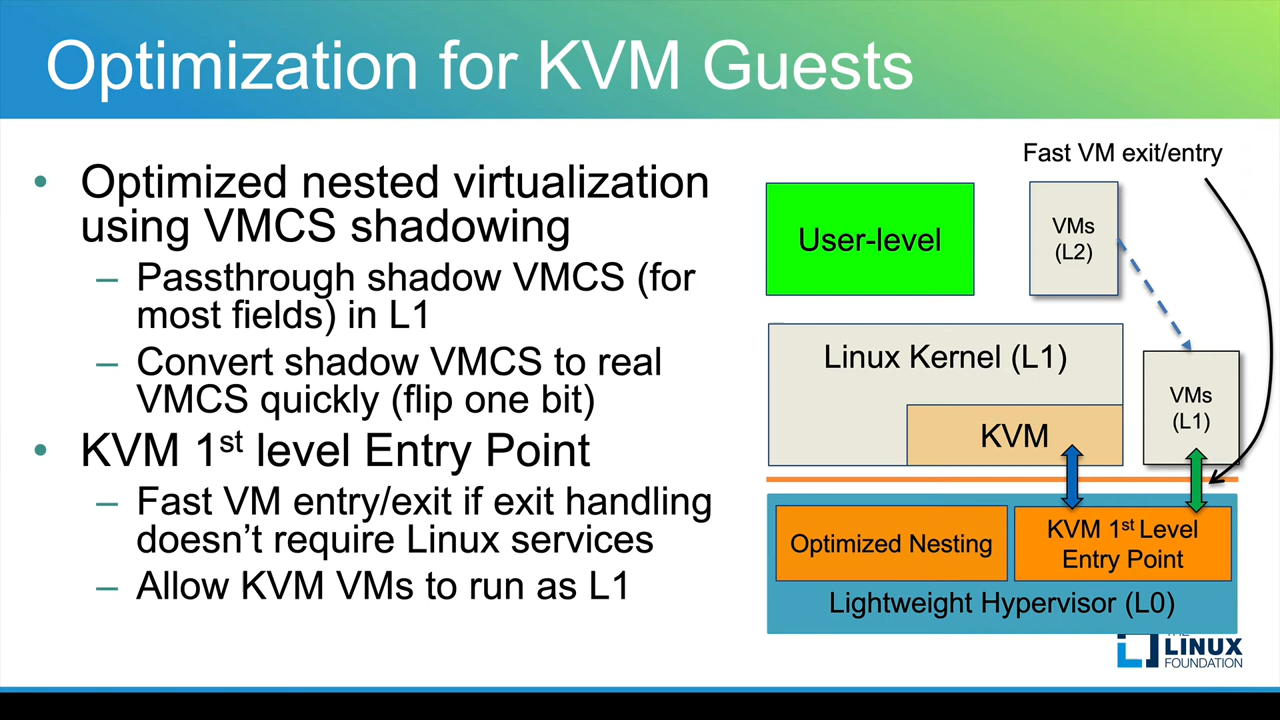 Optimization for KVM Guests
• Optimized nested virtualization
using VMCS shadowing
– Passthrough shadow VMCS (for
most fields) in L1
– Convert shadow VMCS to real
VMCS quickly (flip one bit)
• KVM 1st level Entry Point
– Fast VM entry/exit if exit handling
doesn’t require Linux services
– Allow KVM VMs to run as L1
Fast VM exit/entry
User-level
VMs
(L2)
Linux Kernel (L1)
KVM
VMs
(L1)
Optimized Nesting
KVM 1st Level
Entry Point
Lightweight Hypervisor (L0)
THE
LINUX
FOUNDATION